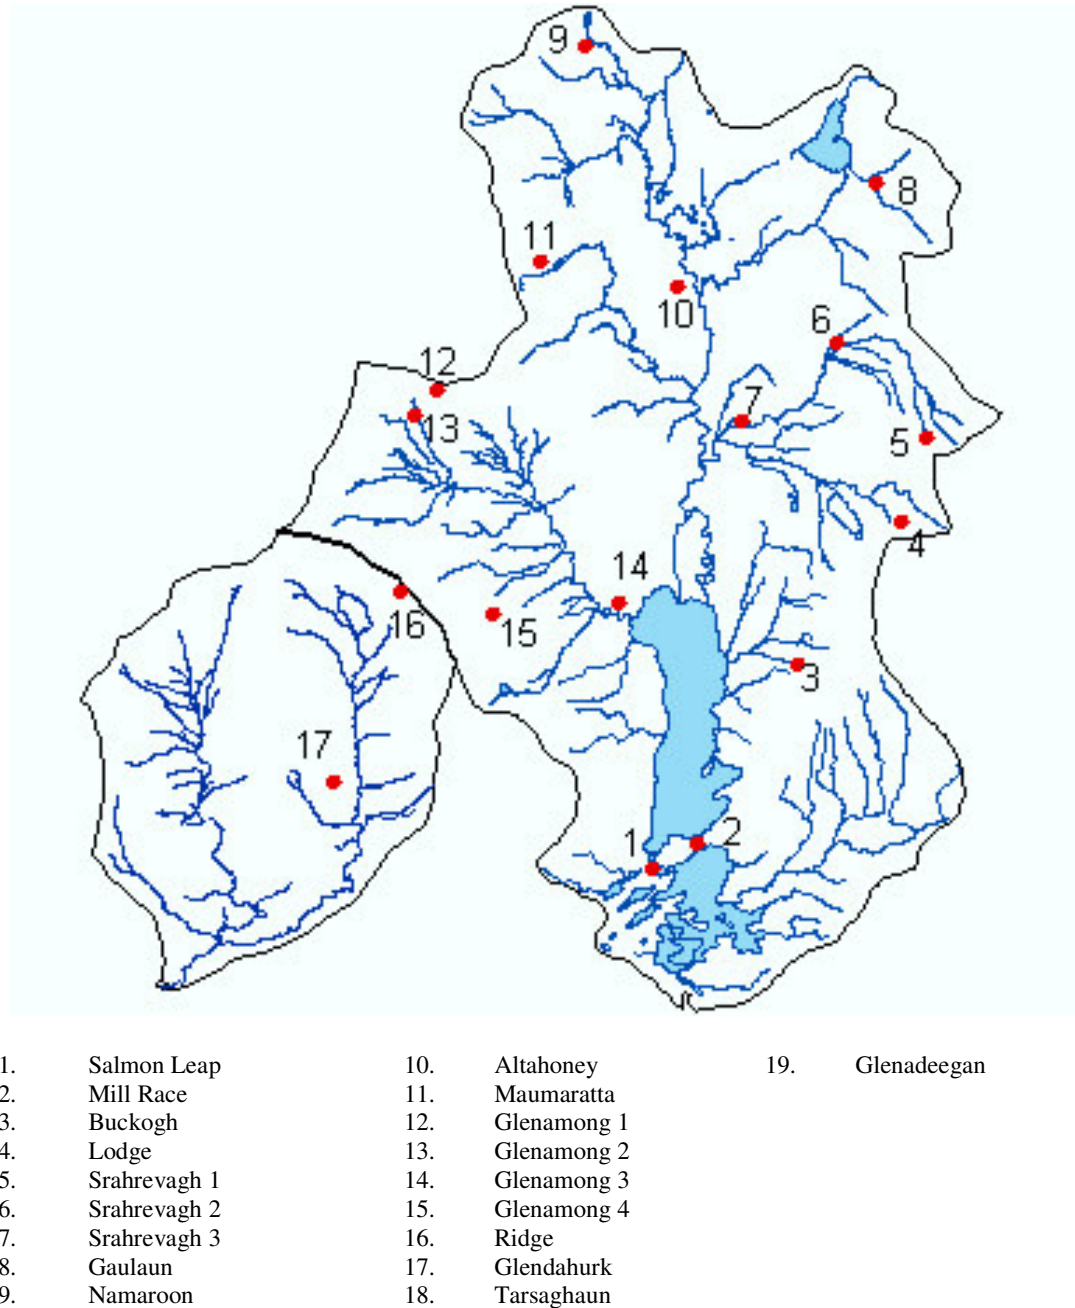 9
8
11
10
6
12
7
13
5
4
14
16
15
3
17
1
2
1. Salmon Leap 10. Altahoney 19. Glenadeegan
2. Mill Race 11. Maumaratta
3. Buckogh 12. Glenamong 1
4. Lodge 13. Glenamong 2
5. Srahrevagh 1 14. Glenamong 3
6. Srahrevagh 2 15. Glenamong 4
7. Srahrevagh 3 16. Ridge
8. Gaulaun 17. Glendahurk
9. Namaroon 18. Tarsaghaun